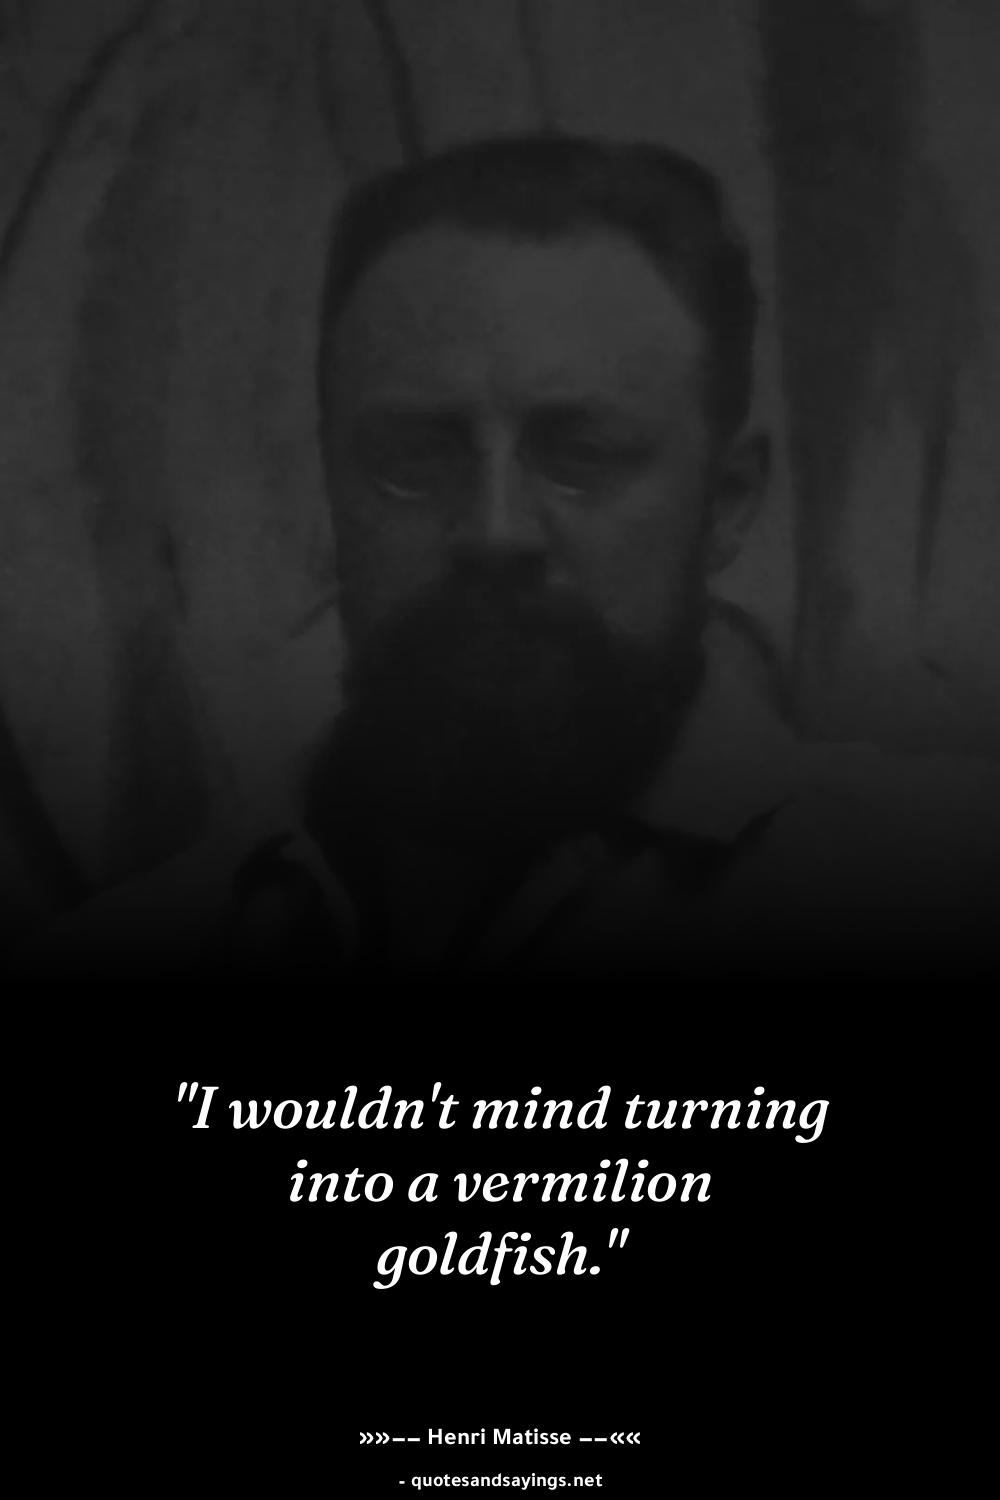 "I wouldn't mind turning
into a vermilion
goldfish."
»»−− Henri Matisse −−««
- quotesandsayings.net